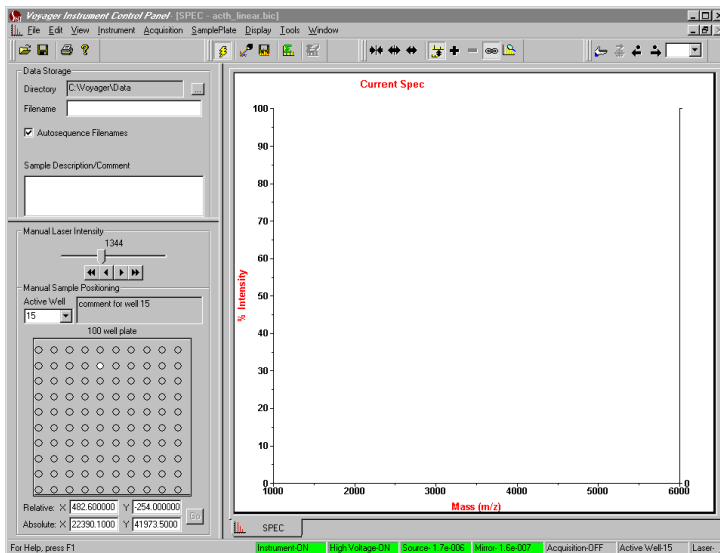 Voyager Instrument Control Panel - [SPEC - acth_linear.bic]
File Edit View Instrument Acquisition SamplePlate Display Tools Window
Data Storage
Directory C:\Voyager\Data ...
Filename
Autosequence Filenames
Sample Description/Comment
Manual Laser Intensity
1344
Manual Sample Positioning
Active Well
15
comment for well 15
100 well plate
Relative: X 482.600000 Y -254.000000
Absolute: X 22390.1000 Y 41973.5000
Go
Current Spec
100
90
80
70
60
50
40
30
20
10
0
% Intensity
0
1000 2000 3000 4000 5000 6000
Mass (m/z)
SPEC
For Help, press F1 Instrument-ON High Voltage-ON Source- 1.7e-006 Mirror- 1.6e-007 Acquisition-OFF Active Well-15 Laser-